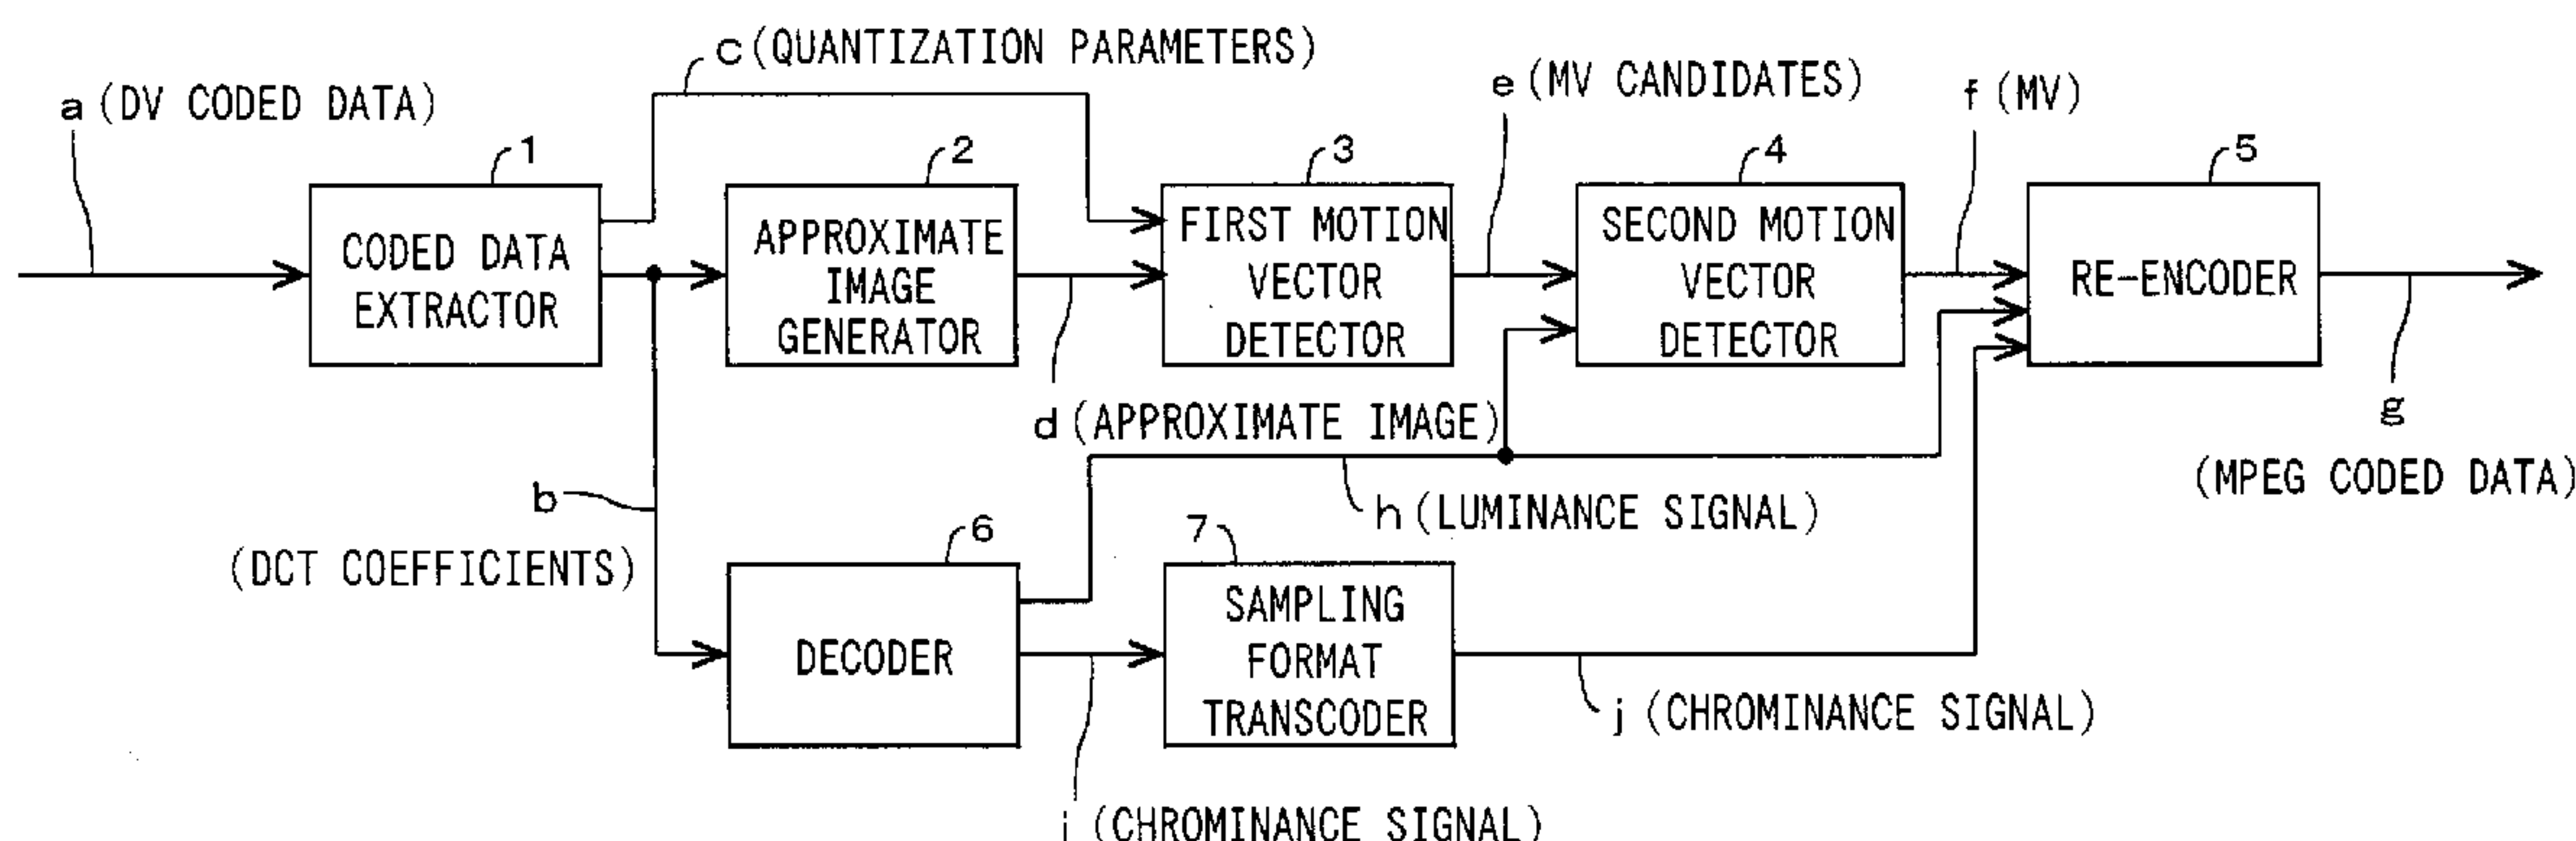 c (QUANTIZATION PARAMETERS)
a (DV CODED DATA)
e (MV CANDIDATES)
f (MV)
1
2
3
4
5
CODED DATA
EXTRACTOR
APPROXIMATE
IMAGE
GENERATOR
FIRST MOTION
VECTOR
DETECTOR
SECOND MOTION
VECTOR
DETECTOR
RE-ENCODER
d (APPROXIMATE IMAGE)
g
(MPEG CODED DATA)
b
(DCT COEFFICIENTS)
h (LUMINANCE SIGNAL)
6
7
DECODER
SAMPLING
FORMAT
TRANSCODER
j (CHROMINANCE SIGNAL)
i (CHROMINANCE SIGNAL)